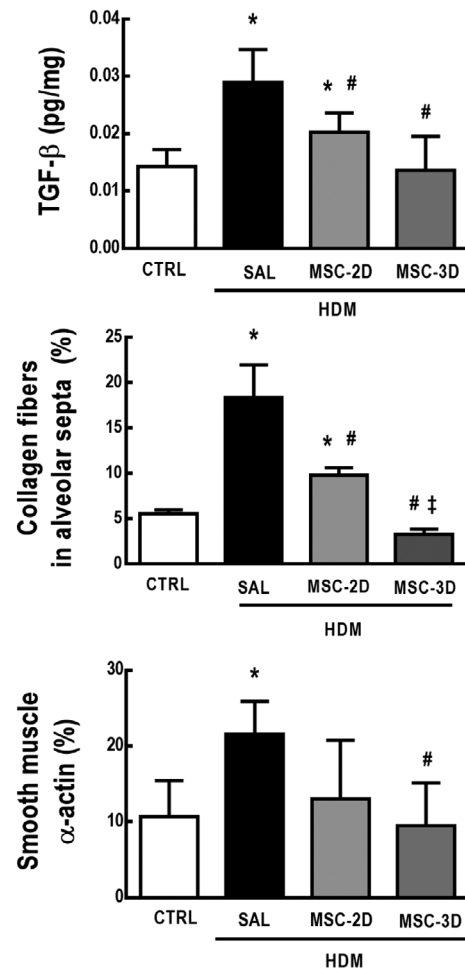 TGF-β (pg/mg)
0.04
0.03
0.02
0.01
0.00
*
* #
#
CTRL SAL MSC-2D MSC-3D
HDM
Collagen fibers
in alveolar septa (%)
25
20
15
10
5
0
*
* #
# ‡
CTRL SAL MSC-2D MSC-3D
HDM
Smooth muscle
α-actin (%)
30
20
10
0
*
#
CTRL SAL MSC-2D MSC-3D
HDM